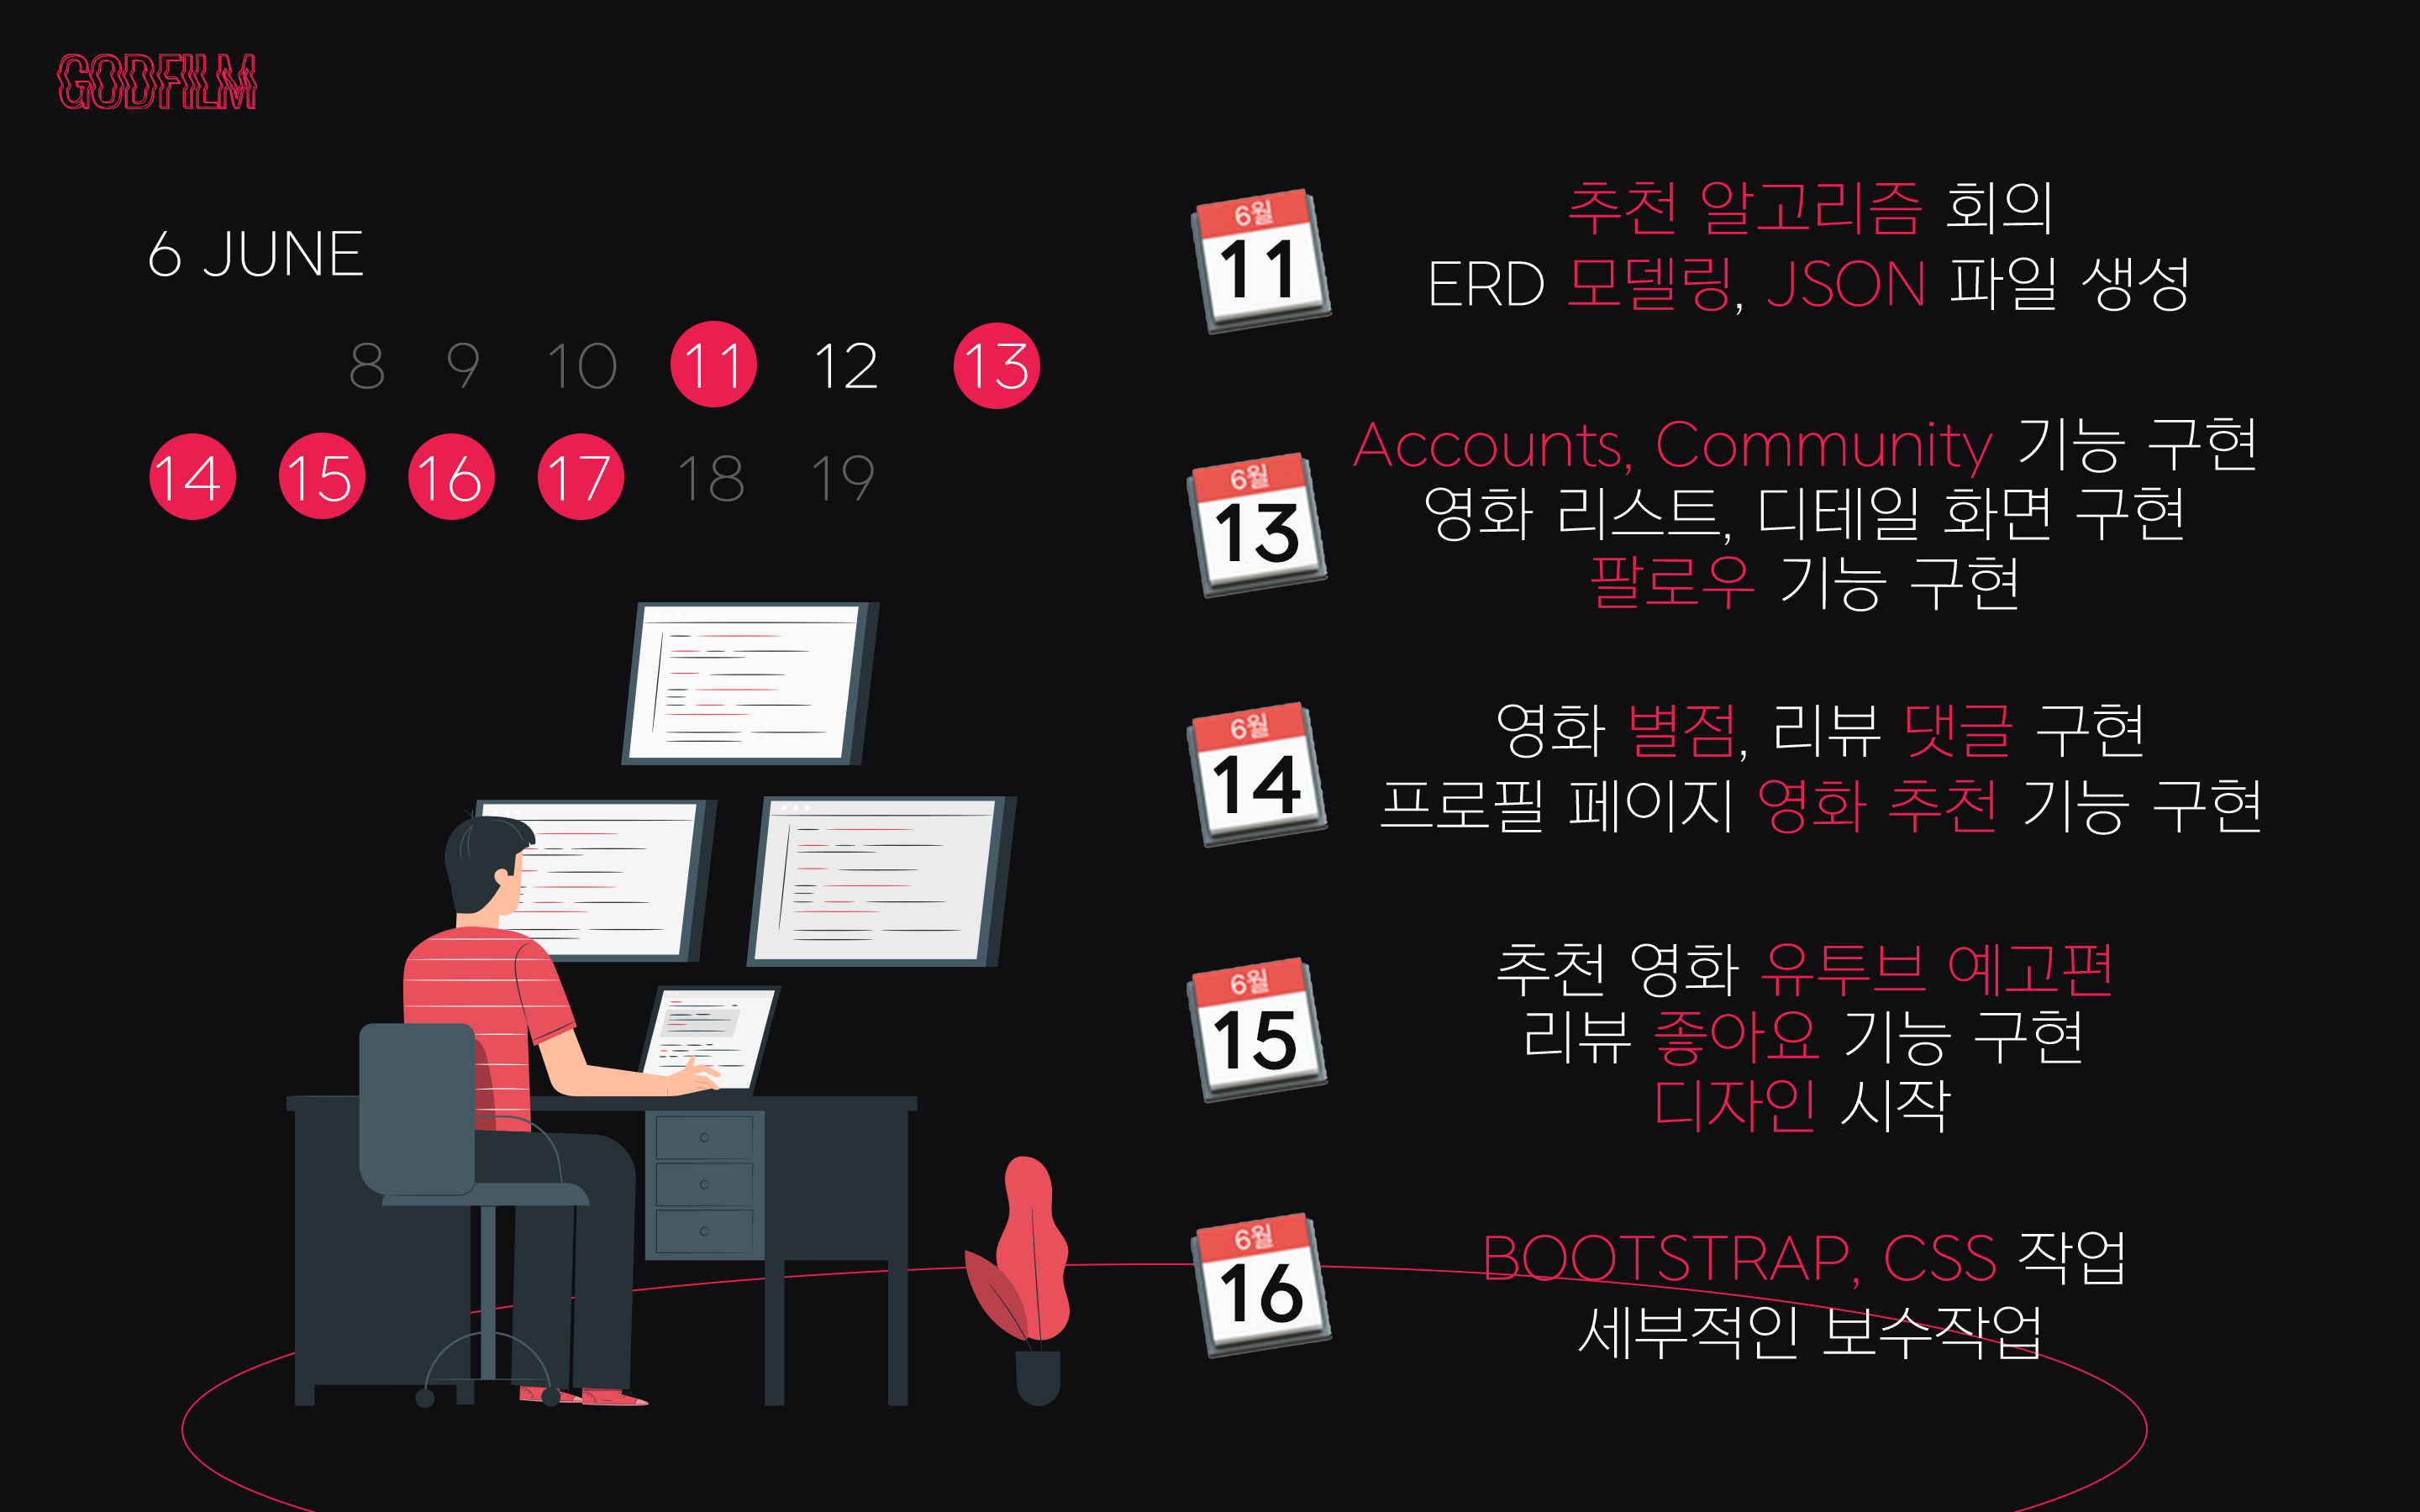 GODFILM
6 JUNE
8 9 10 11 12 13
14 15 16 17 18 19
6월
11
추천 알고리즘 회의
ERD 모델링, JSON 파일 생성
6월
13
Accounts, Community 기능 구현
영화 리스트, 디테일 화면 구현
팔로우 기능 구현
6월
14
영화 별점, 리뷰 댓글 구현
프로필 페이지 영화 추천 기능 구현
6월
15
추천 영화 유투브 예고편
리뷰 좋아요 기능 구현
디자인 시작
6월
16
BOOTSTRAP, CSS 작업
세부적인 보수작업